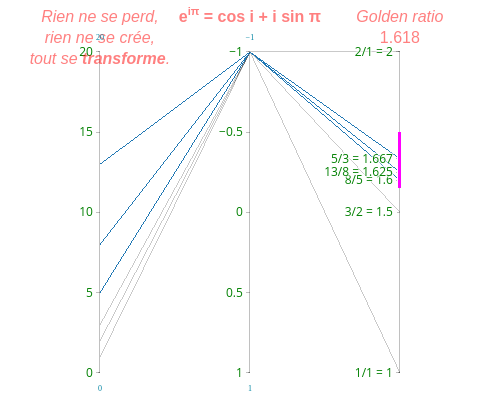 Rien ne se perd,
rien ne se crée,
tout se transforme.
e^iπ = cos i + i sin π
Golden ratio
1.618
20
20
15
10
5
0
0
−1
−1
−0.5
0
0.5
1
1
2/1 = 2
5/3 = 1.667
13/8 = 1.625
8/5 = 1.6
3/2 = 1.5
1/1 = 1